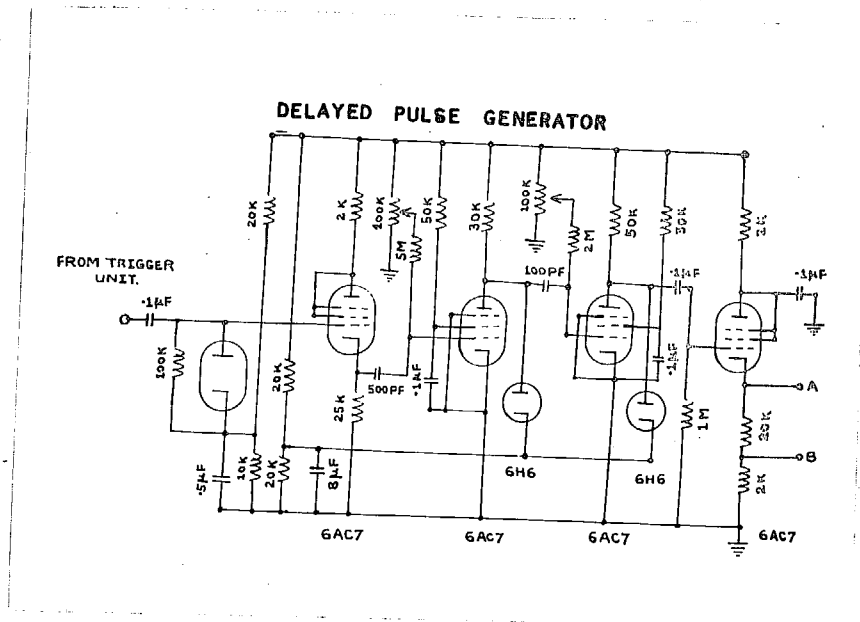 DELAYED PULSE GENERATOR
FROM TRIGGER
UNIT.
.1µF
100K
.5µF
20K
10K
20K
20K
8µF
2K
25K
500PF
100K
5M
50K
.1µF
30K
100K
2M
100PF
50K
30K
.1µF
.1µF
1M
2K
.1µF
A
20K
B
2K
6H6
6H6
6AC7
6AC7
6AC7
6AC7